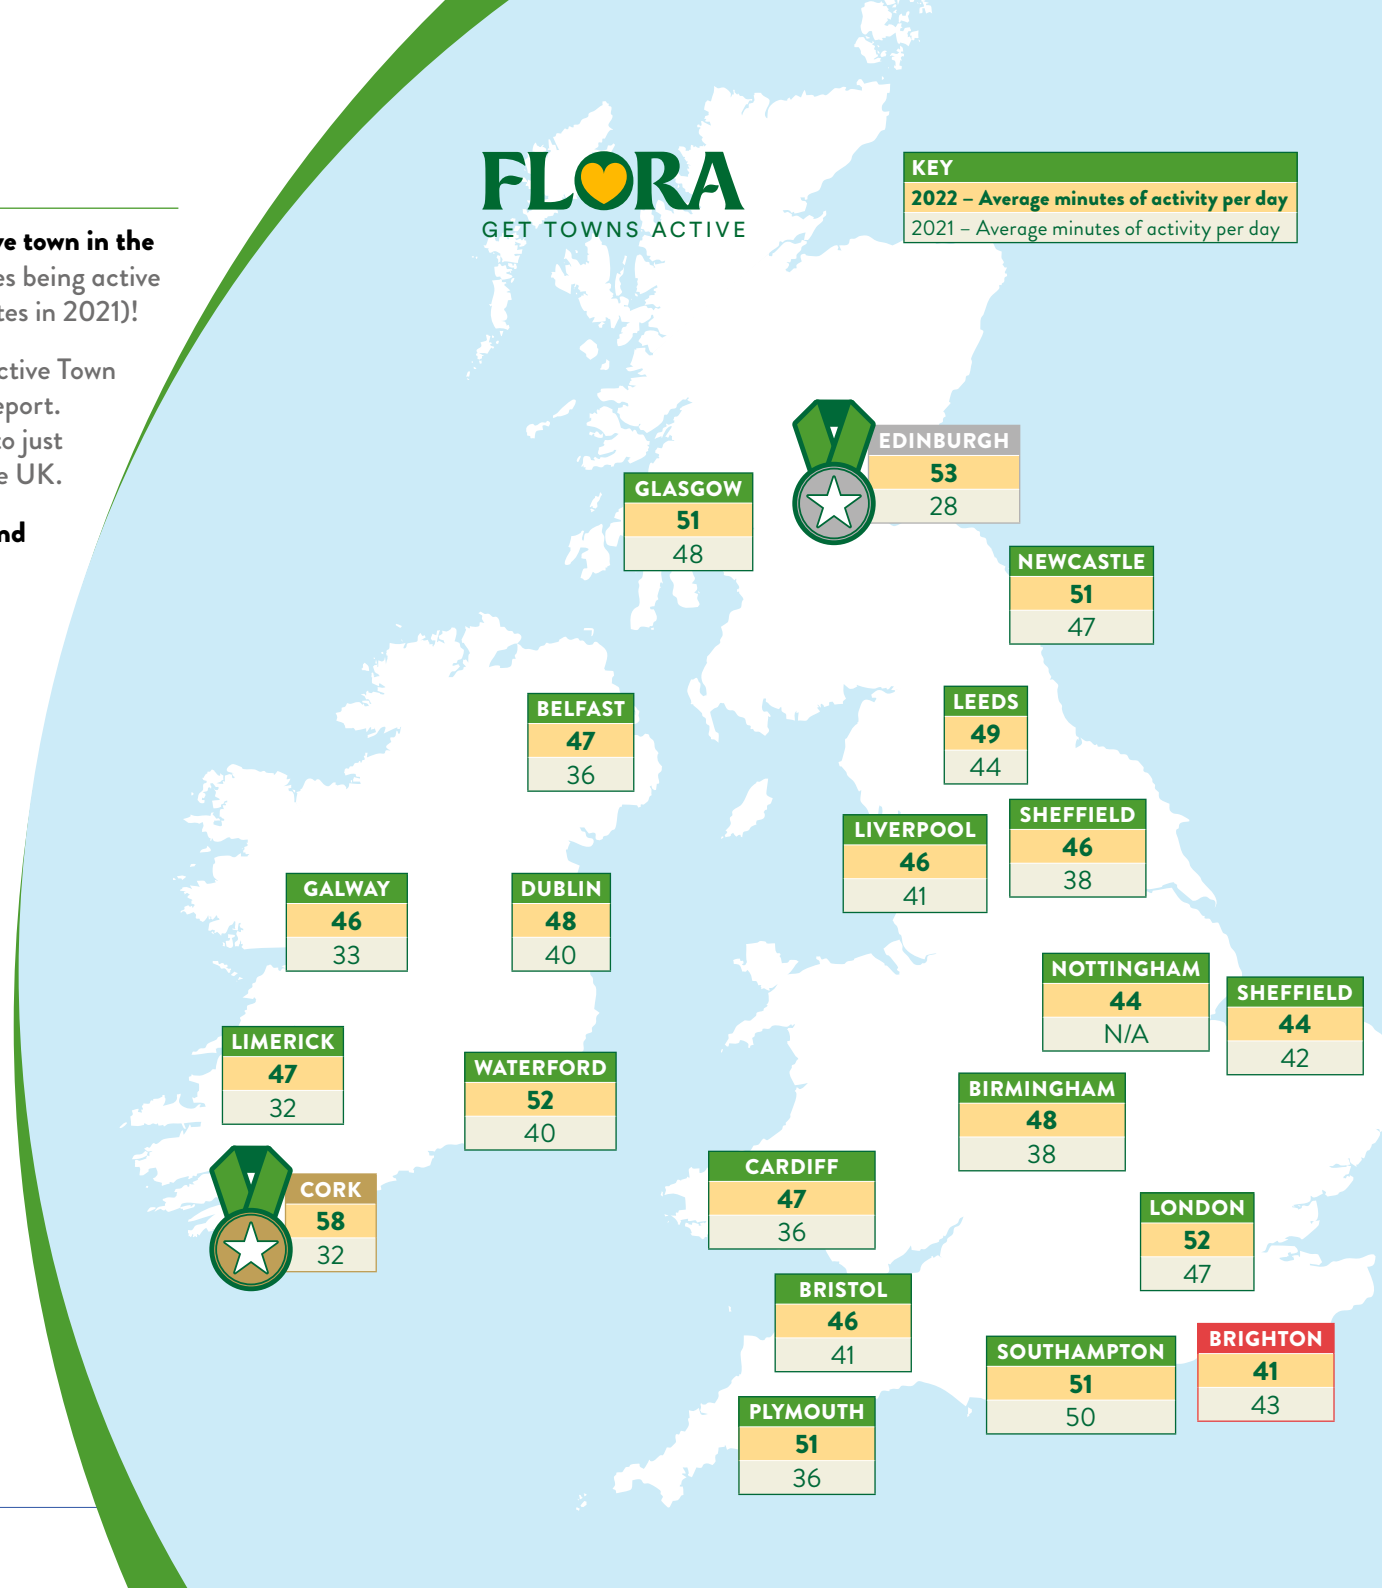 ve town in the
es being active
tes in 2021)!
ctive Town
eport.
to just
e UK.
nd
FLORA
GET TOWNS ACTIVE
KEY
2022 – Average minutes of activity per day
2021 – Average minutes of activity per day
EDINBURGH
53
28
GLASGOW
51
48
NEWCASTLE
51
47
BELFAST
47
36
LEEDS
49
44
LIVERPOOL
46
41
SHEFFIELD
46
38
GALWAY
46
33
DUBLIN
48
40
NOTTINGHAM
44
N/A
SHEFFIELD
44
42
LIMERICK
47
32
WATERFORD
52
40
BIRMINGHAM
48
38
CORK
58
32
CARDIFF
47
36
LONDON
52
47
BRISTOL
46
41
SOUTHAMPTON
51
50
BRIGHTON
41
43
PLYMOUTH
51
36